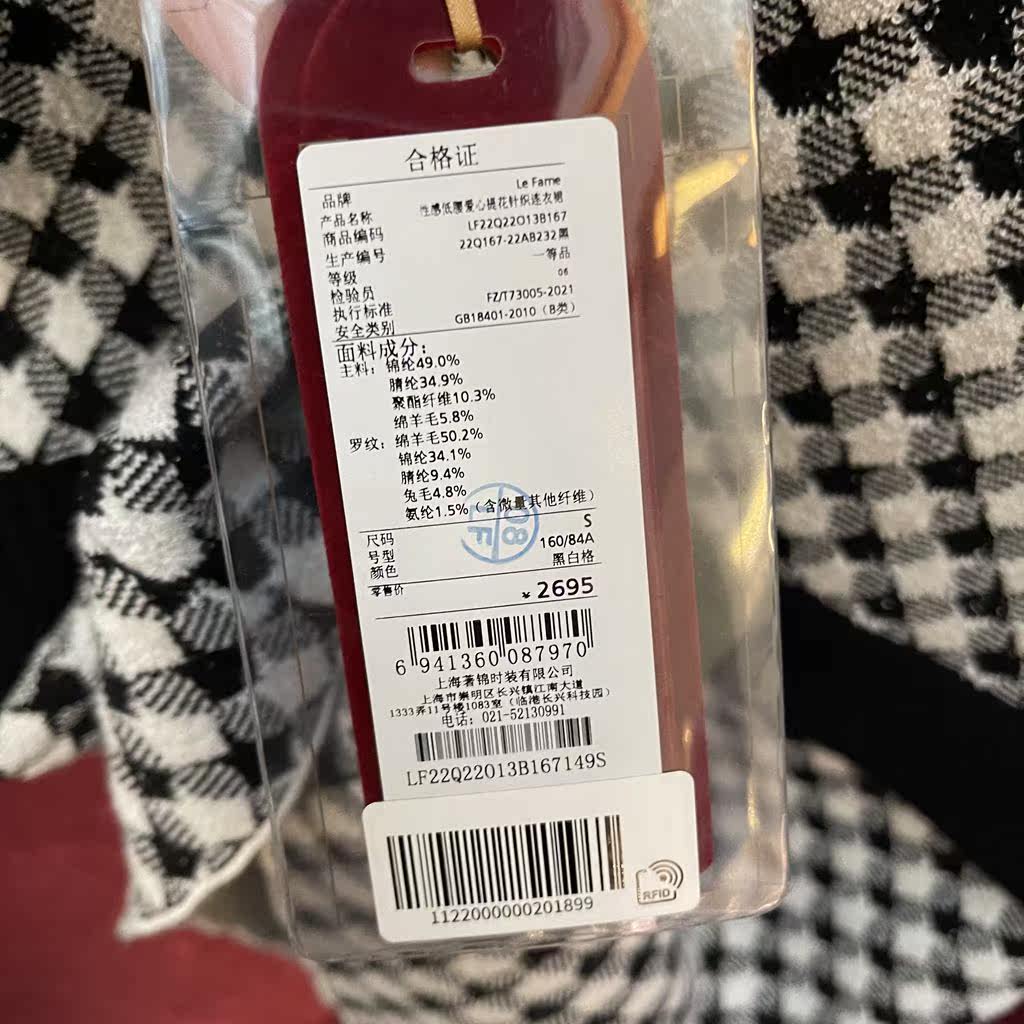 合格证
品牌 Le Fame
产品名称 性感低腰爱心提花针织连衣裙
商品编码 LF22Q22O13B167
生产编号 22Q167-22AB232黑
等级 一等品
检验员 06
执行标准 FZ/T73005-2021
安全类别 GB18401-2010（B类）
面料成分：
主料：锦纶49.0%
腈纶34.9%
聚酯纤维10.3%
绵羊毛5.8%
罗纹：绵羊毛50.2%
锦纶34.1%
腈纶9.4%
兔毛4.8%
氨纶1.5%（含微量其他纤维）
尺码 S
号型 160/84A
颜色 黑白格
零售价 ¥2695
6 941360 087970
上海著锦时装有限公司
上海市崇明区长兴镇江南大道
1333弄11号楼1083室（临港长兴科技园）
电话：021-52130991
LF22Q22O13B167149S
1122000000201899
RFID
08
LF